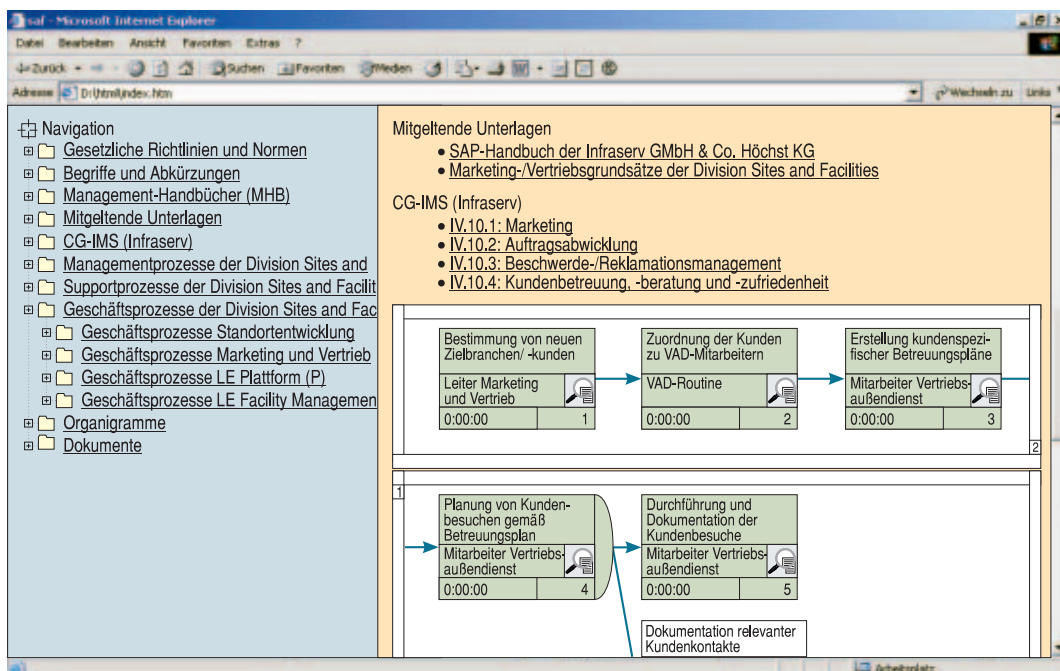 saf - Microsoft Internet Explorer
Datei Bearbeiten Ansicht Favoriten Extras ?
Zurück Suchen Favoriten Medien
Adresse D:\html\index.htm Wechseln zu Links
Navigation
Gesetzliche Richtlinien und Normen
Begriffe und Abkürzungen
Management-Handbücher (MHB)
Mitgeltende Unterlagen
CG-IMS (Infraserv)
Managementprozesse der Division Sites and
Supportprozesse der Division Sites and Facilit
Geschäftsprozesse der Division Sites and Fac
Geschäftsprozesse Standortentwicklung
Geschäftsprozesse Marketing und Vertrieb
Geschäftsprozesse LE Plattform (P)
Geschäftsprozesse LE Facility Managemen
Organigramme
Dokumente
Mitgeltende Unterlagen
• SAP-Handbuch der Infraserv GMbH & Co. Höchst KG
• Marketing-/Vertriebsgrundsätze der Division Sites and Facilities
CG-IMS (Infraserv)
• IV.10.1: Marketing
• IV.10.2: Auftragsabwicklung
• IV.10.3: Beschwerde-/Reklamationsmanagement
• IV.10.4: Kundenbetreuung, -beratung und -zufriedenheit
Bestimmung von neuen
Zielbranchen/ -kunden
Leiter Marketing
und Vertrieb
0:00:00 1
Zuordnung der Kunden
zu VAD-Mitarbeitern
VAD-Routine
0:00:00 2
Erstellung kundenspezi-
fischer Betreuungspläne
Mitarbeiter Vertriebs-
außendienst
0:00:00 3
2
1
Planung von Kunden-
besuchen gemäß
Betreuungsplan
Mitarbeiter Vertriebs-
außendienst
0:00:00 4
Durchführung und
Dokumentation der
Kundenbesuche
Mitarbeiter Vertriebs-
außendienst
0:00:00 5
Dokumentation relevanter
Kundenkontakte
Arbeitsplatz